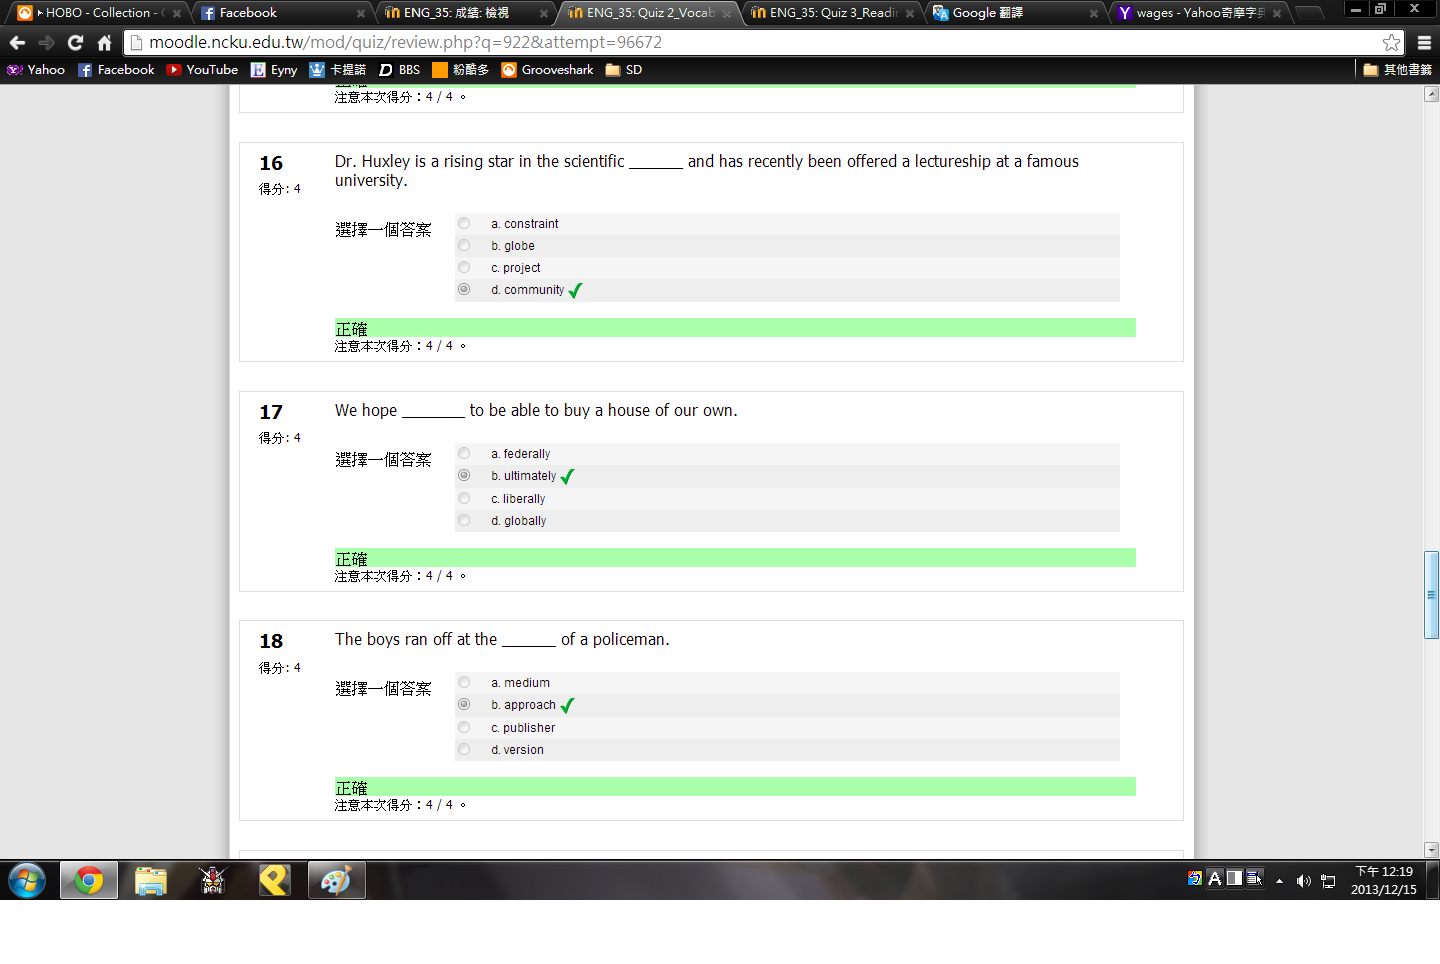 HOBO - Collection - 
Facebook
ENG_35: 成績: 檢視
ENG_35: Quiz 2_Vocab
ENG_35: Quiz 3_Readi
Google 翻譯
wages - Yahoo奇摩字典
moodle.ncku.edu.tw/mod/quiz/review.php?q=922&attempt=96672
Yahoo Facebook YouTube Eyny 卡提諾 BBS 粉酷多 Grooveshark SD 其他書籤
注意本次得分：4 / 4 。
16 Dr. Huxley is a rising star in the scientific _______ and has recently been offered a lectureship at a famous
得分: 4 university.
選擇一個答案
a. constraint
b. globe
c. project
d. community
正確
注意本次得分：4 / 4 。
17 We hope ________ to be able to buy a house of our own.
得分: 4
選擇一個答案
a. federally
b. ultimately
c. liberally
d. globally
正確
注意本次得分：4 / 4 。
18 The boys ran off at the _______ of a policeman.
得分: 4
選擇一個答案
a. medium
b. approach
c. publisher
d. version
正確
注意本次得分：4 / 4 。
下午 12:19
2013/12/15